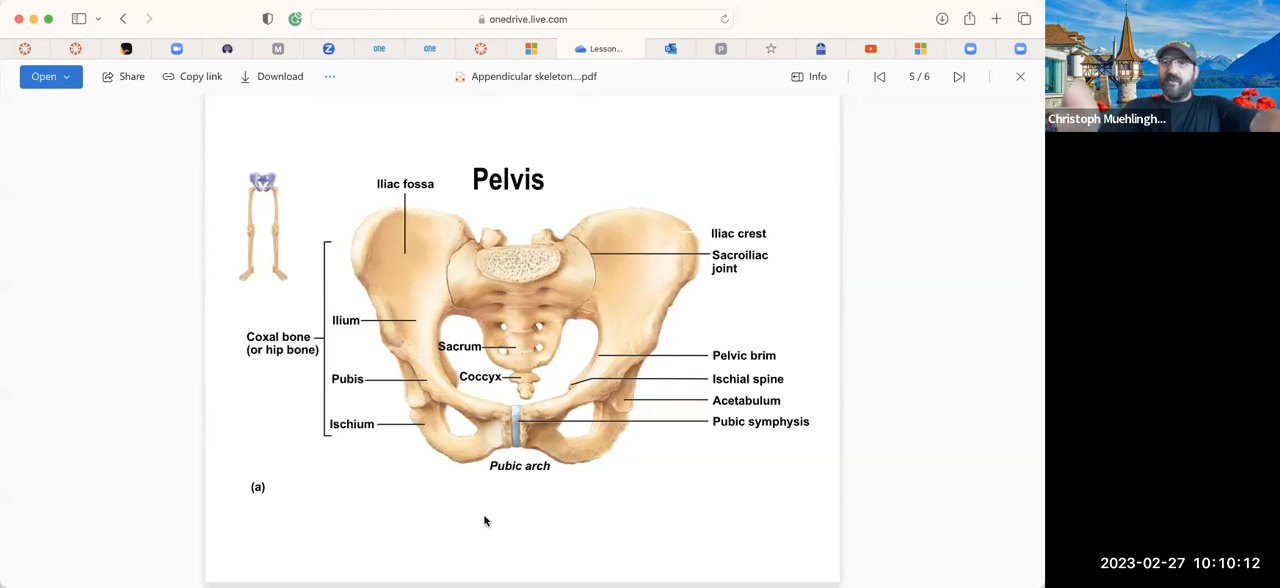 onedrive.live.com
M
Z
one
one
Lesson...
P
Open
Share
Copy link
Download
...
Appendicular skeleton....pdf
Info
5 / 6
Christoph Muehlingh...
Pelvis
Iliac fossa
Iliac crest
Sacroiliac
joint
Ilium
Coxal bone
(or hip bone)
Sacrum
Pelvic brim
Coccyx
Pubis
Ischial spine
Acetabulum
Ischium
Pubic symphysis
Pubic arch
(a)
2023-02-27 10:10:12